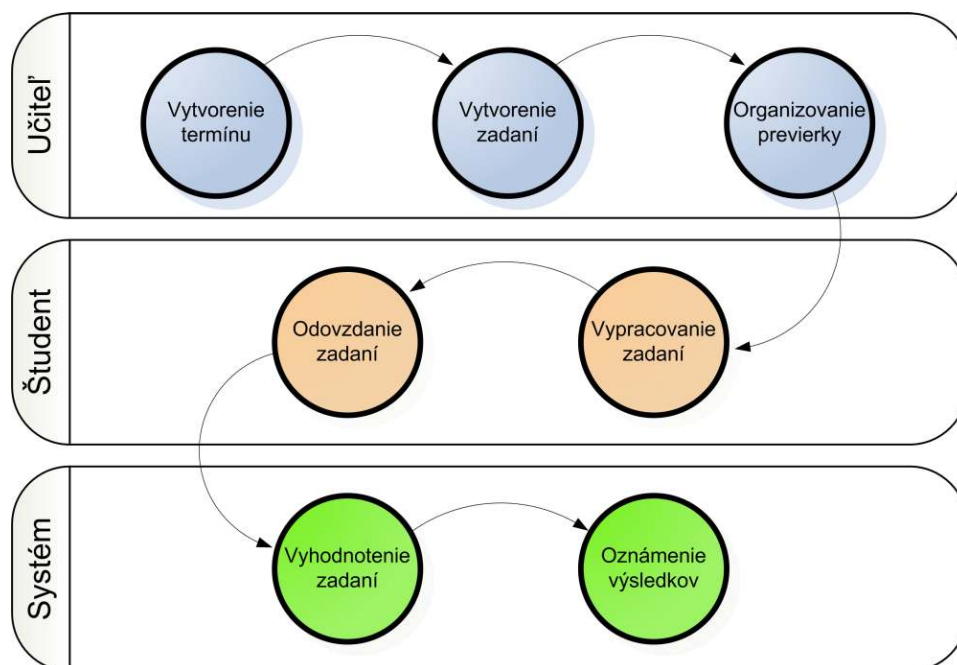 Učiteľ
Vytvorenie
termínu
Vytvorenie
zadaní
Organizovanie
previerky
Študent
Odovzdanie
zadaní
Vypracovanie
zadaní
Systém
Vyhodnotenie
zadaní
Oznámenie
výsledkov